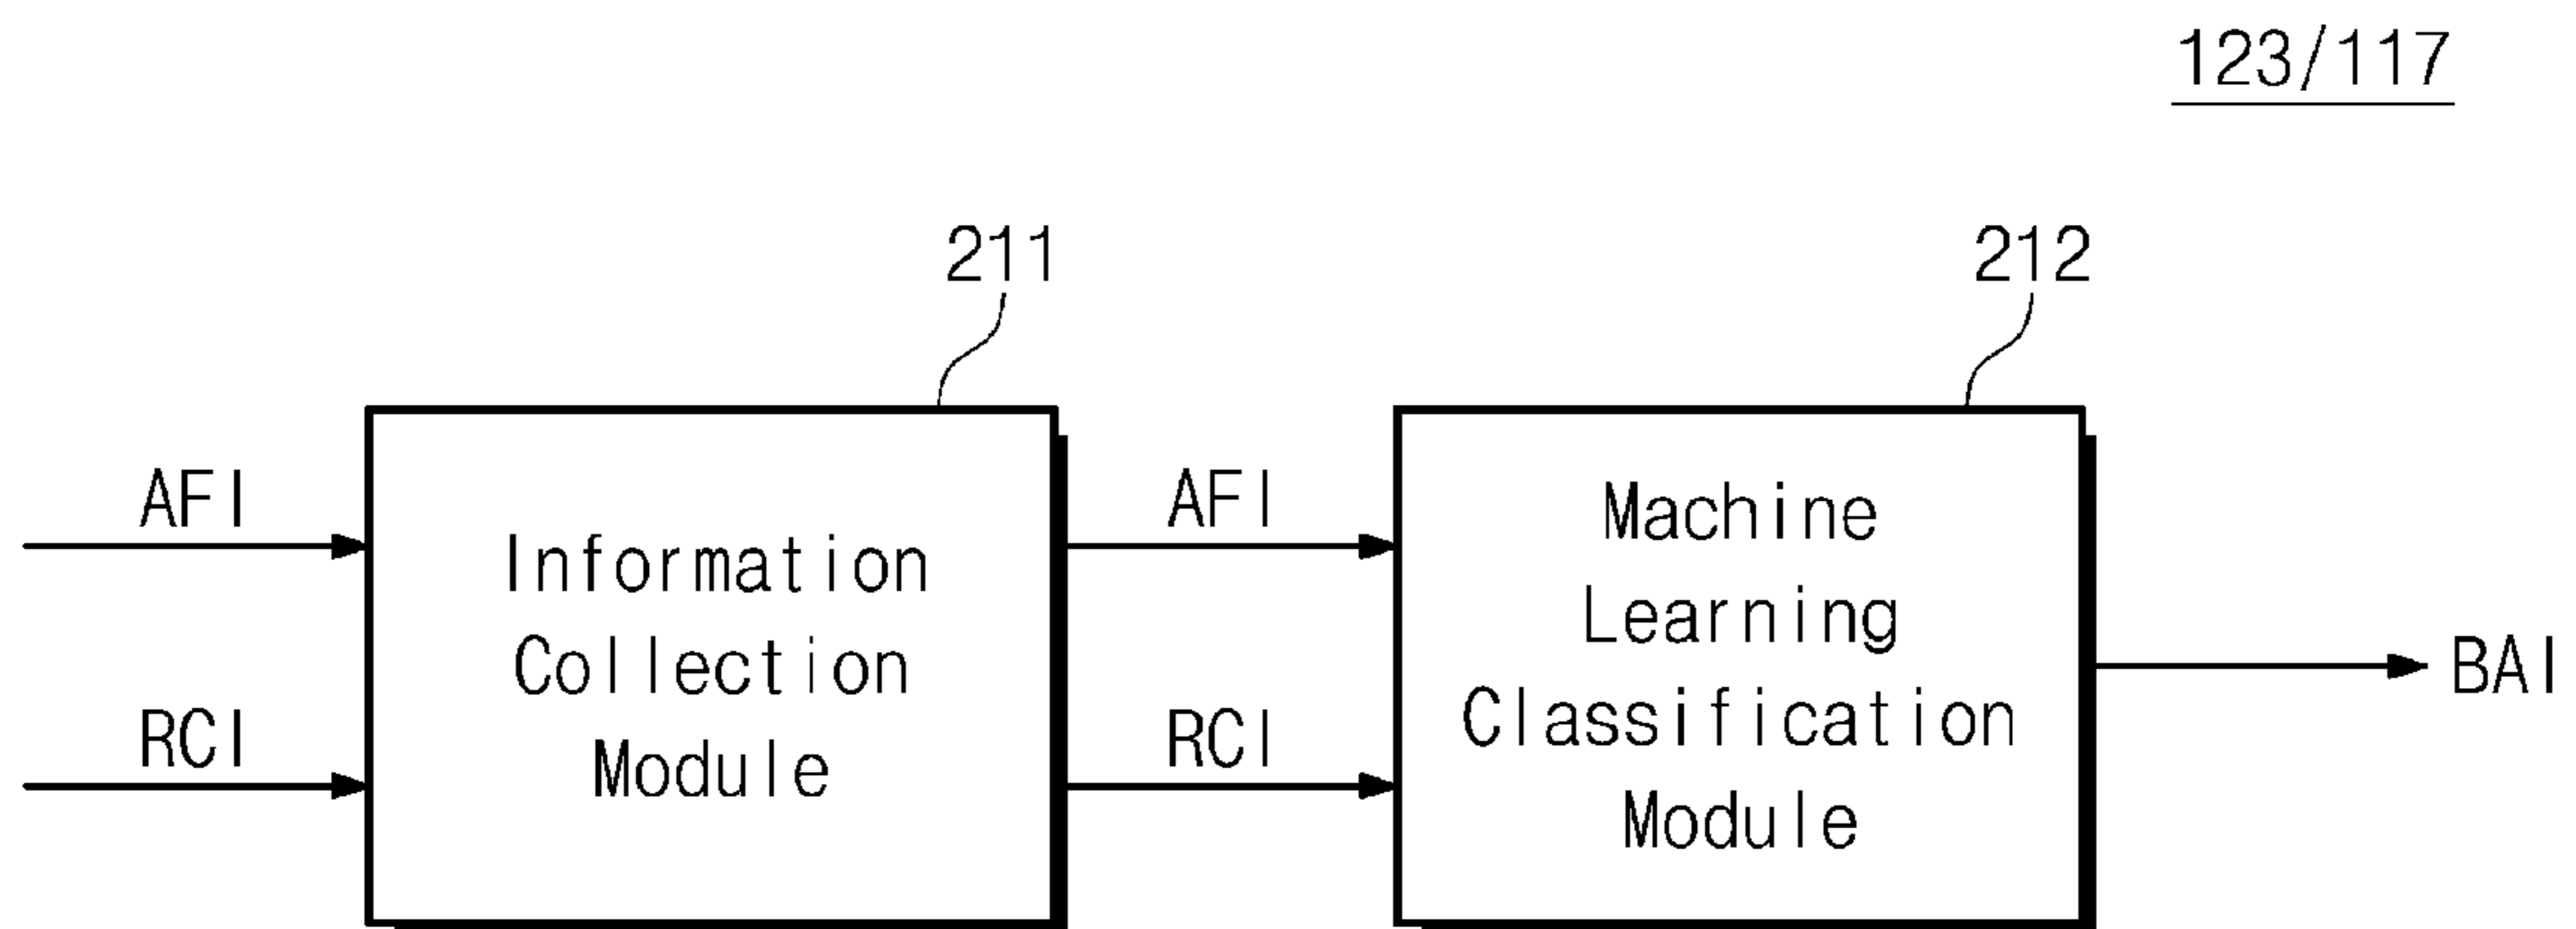 123/117
211
212
AFI
RCI
Information
Collection
Module
AFI
RCI
Machine
Learning
Classification
Module
BAI